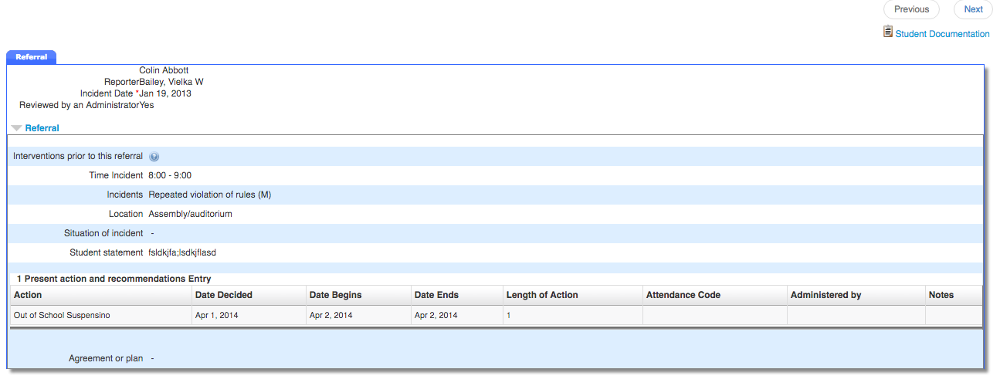 Previous Next
Student Documentation
Referral
Colin Abbott
ReporterBailey, Vielka W
Incident Date *Jan 19, 2013
Reviewed by an AdministratorYes
Referral
Interventions prior to this referral ?
Time Incident 8:00 - 9:00
Incidents Repeated violation of rules (M)
Location Assembly/auditorium
Situation of incident -
Student statement fsldkjfa;lsdkjflasd
1 Present action and recommendations Entry
Action Date Decided Date Begins Date Ends Length of Action Attendance Code Administered by Notes
Out of School Suspensino Apr 1, 2014 Apr 2, 2014 Apr 2, 2014 1
Agreement or plan -